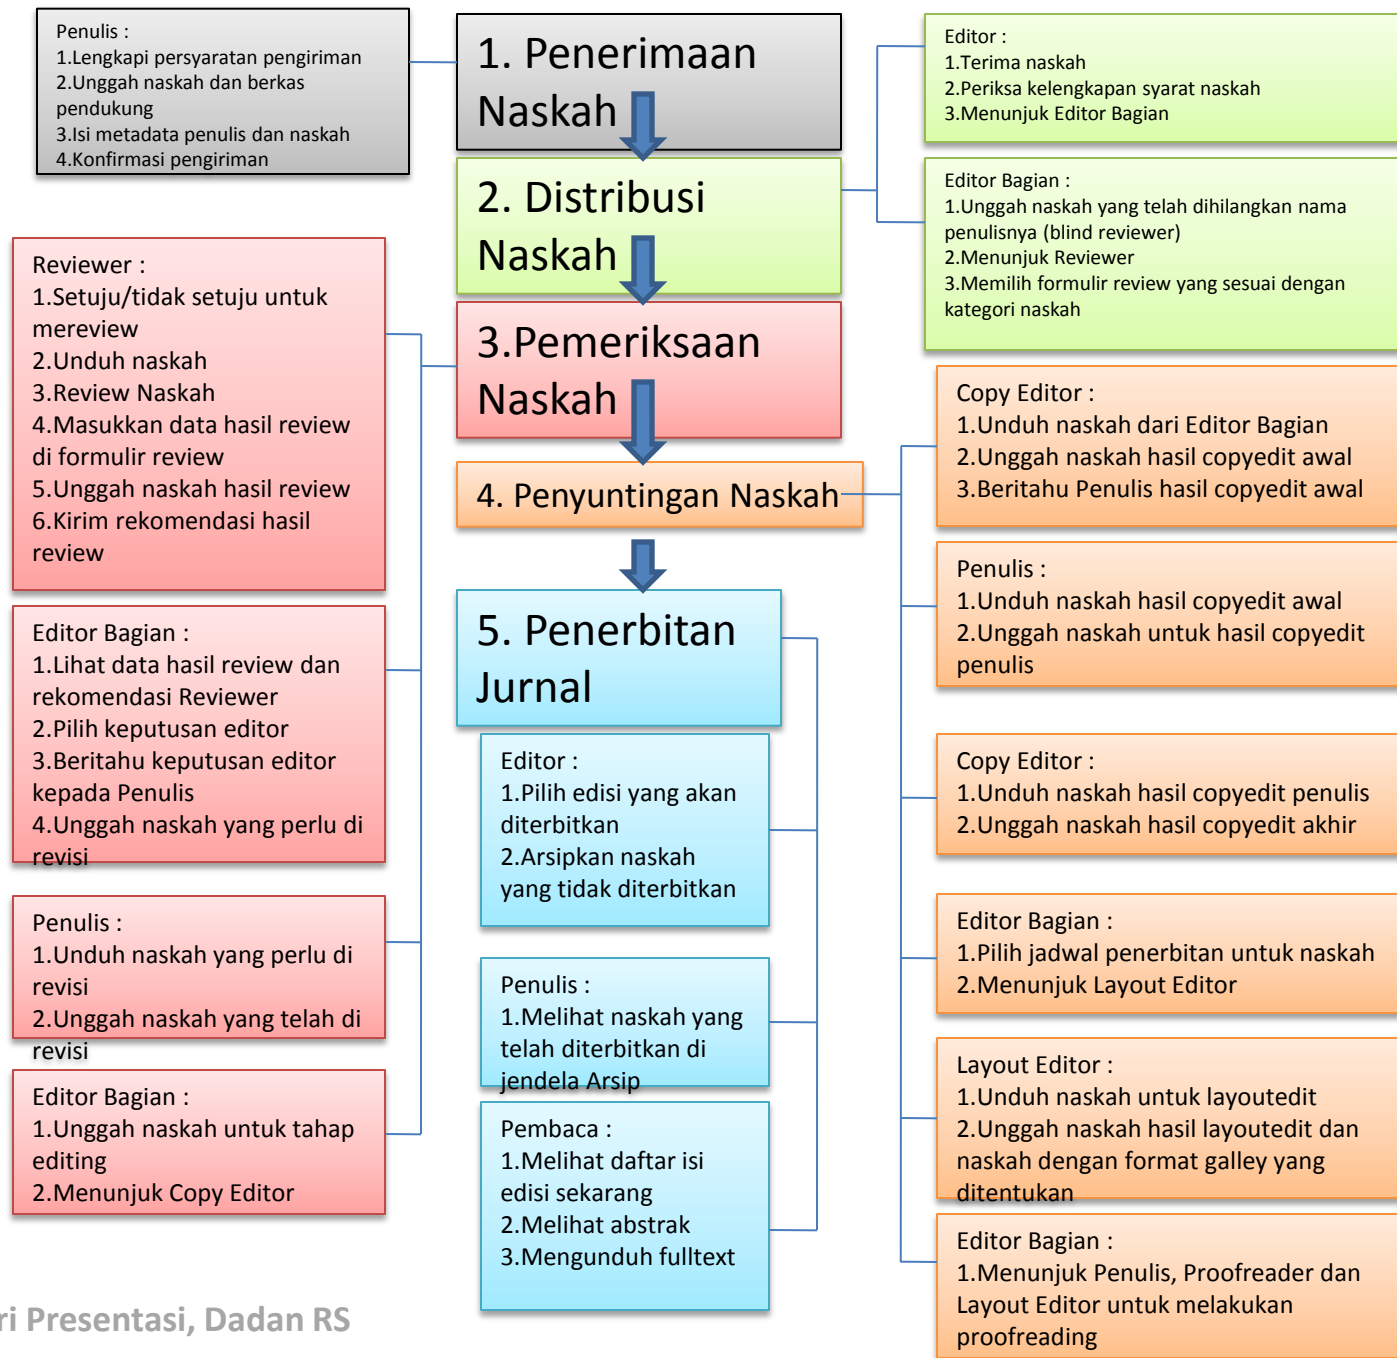 Penulis :
1.Lengkapi persyaratan pengiriman
2.Unggah naskah dan berkas
pendukung
3.Isi metadata penulis dan naskah
4.Konfirmasi pengiriman
1. Penerimaan
Naskah
Editor :
1.Terima naskah
2.Periksa kelengkapan syarat naskah
3.Menunjuk Editor Bagian
2. Distribusi
Naskah
Editor Bagian :
1.Unggah naskah yang telah dihilangkan nama
penulisnya (blind reviewer)
2.Menunjuk Reviewer
3.Memilih formulir review yang sesuai dengan
kategori naskah
Reviewer :
1.Setuju/tidak setuju untuk
mereview
2.Unduh naskah
3.Review Naskah
4.Masukkan data hasil review
di formulir review
5.Unggah naskah hasil review
6.Kirim rekomendasi hasil
review
3.Pemeriksaan
Naskah
Editor Bagian :
1.Lihat data hasil review dan
rekomendasi Reviewer
2.Pilih keputusan editor
3.Beritahu keputusan editor
kepada Penulis
4.Unggah naskah yang perlu di
revisi
Penulis :
1.Unduh naskah yang perlu di
revisi
2.Unggah naskah yang telah di
revisi
Editor Bagian :
1.Unggah naskah untuk tahap
editing
2.Menunjuk Copy Editor
4. Penyuntingan Naskah
Copy Editor :
1.Unduh naskah dari Editor Bagian
2.Unggah naskah hasil copyedit awal
3.Beritahu Penulis hasil copyedit awal
Penulis :
1.Unduh naskah hasil copyedit awal
2.Unggah naskah untuk hasil copyedit
penulis
Copy Editor :
1.Unduh naskah hasil copyedit penulis
2.Unggah naskah hasil copyedit akhir
Editor Bagian :
1.Pilih jadwal penerbitan untuk naskah
2.Menunjuk Layout Editor
Layout Editor :
1.Unduh naskah untuk layoutedit
2.Unggah naskah hasil layoutedit dan
naskah dengan format galley yang
ditentukan
Editor Bagian :
1.Menunjuk Penulis, Proofreader dan
Layout Editor untuk melakukan
proofreading
5. Penerbitan
Jurnal
Editor :
1.Pilih edisi yang akan
diterbitkan
2.Arsipkan naskah
yang tidak diterbitkan
Penulis :
1.Melihat naskah yang
telah diterbitkan di
jendela Arsip
Pembaca :
1.Melihat daftar isi
edisi sekarang
2.Melihat abstrak
3.Mengunduh fulltext
ri Presentasi, Dadan RS